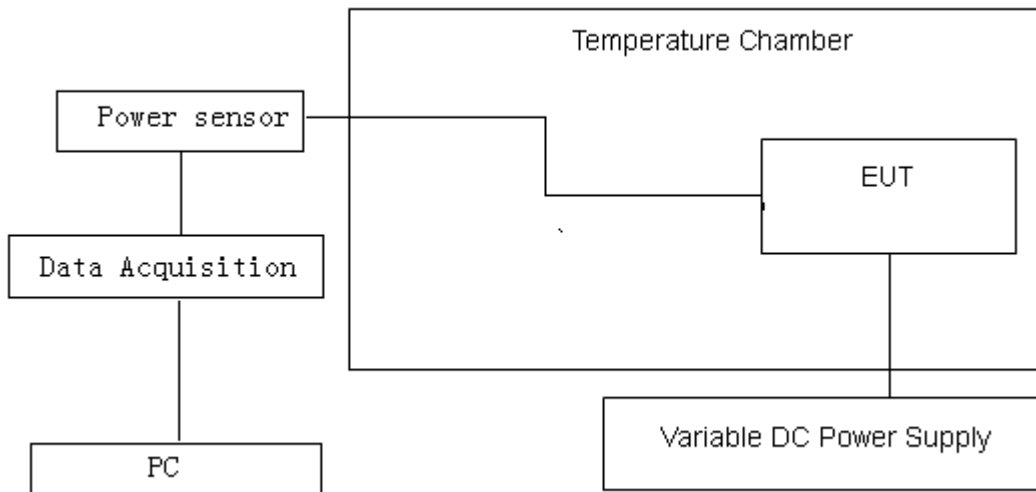 Temperature Chamber
Power sensor
EUT
Data Acquisition
Variable DC Power Supply
PC